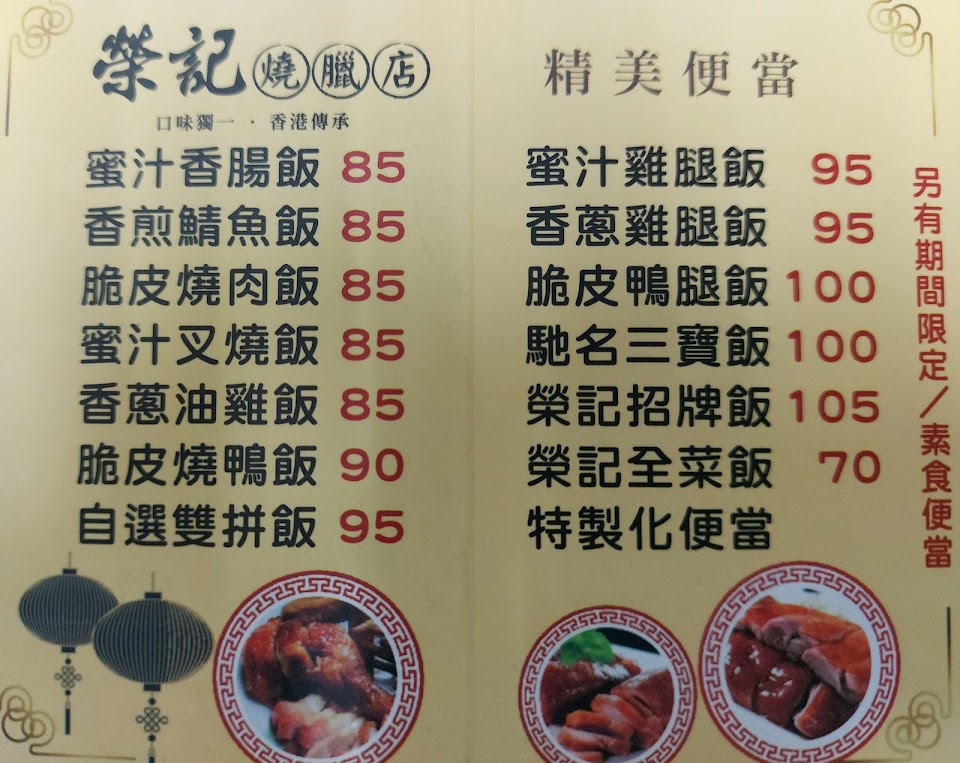 榮記燒臘店
口味獨一 · 香港傳承
蜜汁香腸飯 85
香煎鯖魚飯 85
脆皮燒肉飯 85
蜜汁叉燒飯 85
香蔥油雞飯 85
脆皮燒鴨飯 90
自選雙拼飯 95
精美便當
蜜汁雞腿飯 95
香蔥雞腿飯 95
脆皮鴨腿飯 100
馳名三寶飯 100
榮記招牌飯 105
榮記全菜飯 70
特製化便當
另有期間限定/素食便當